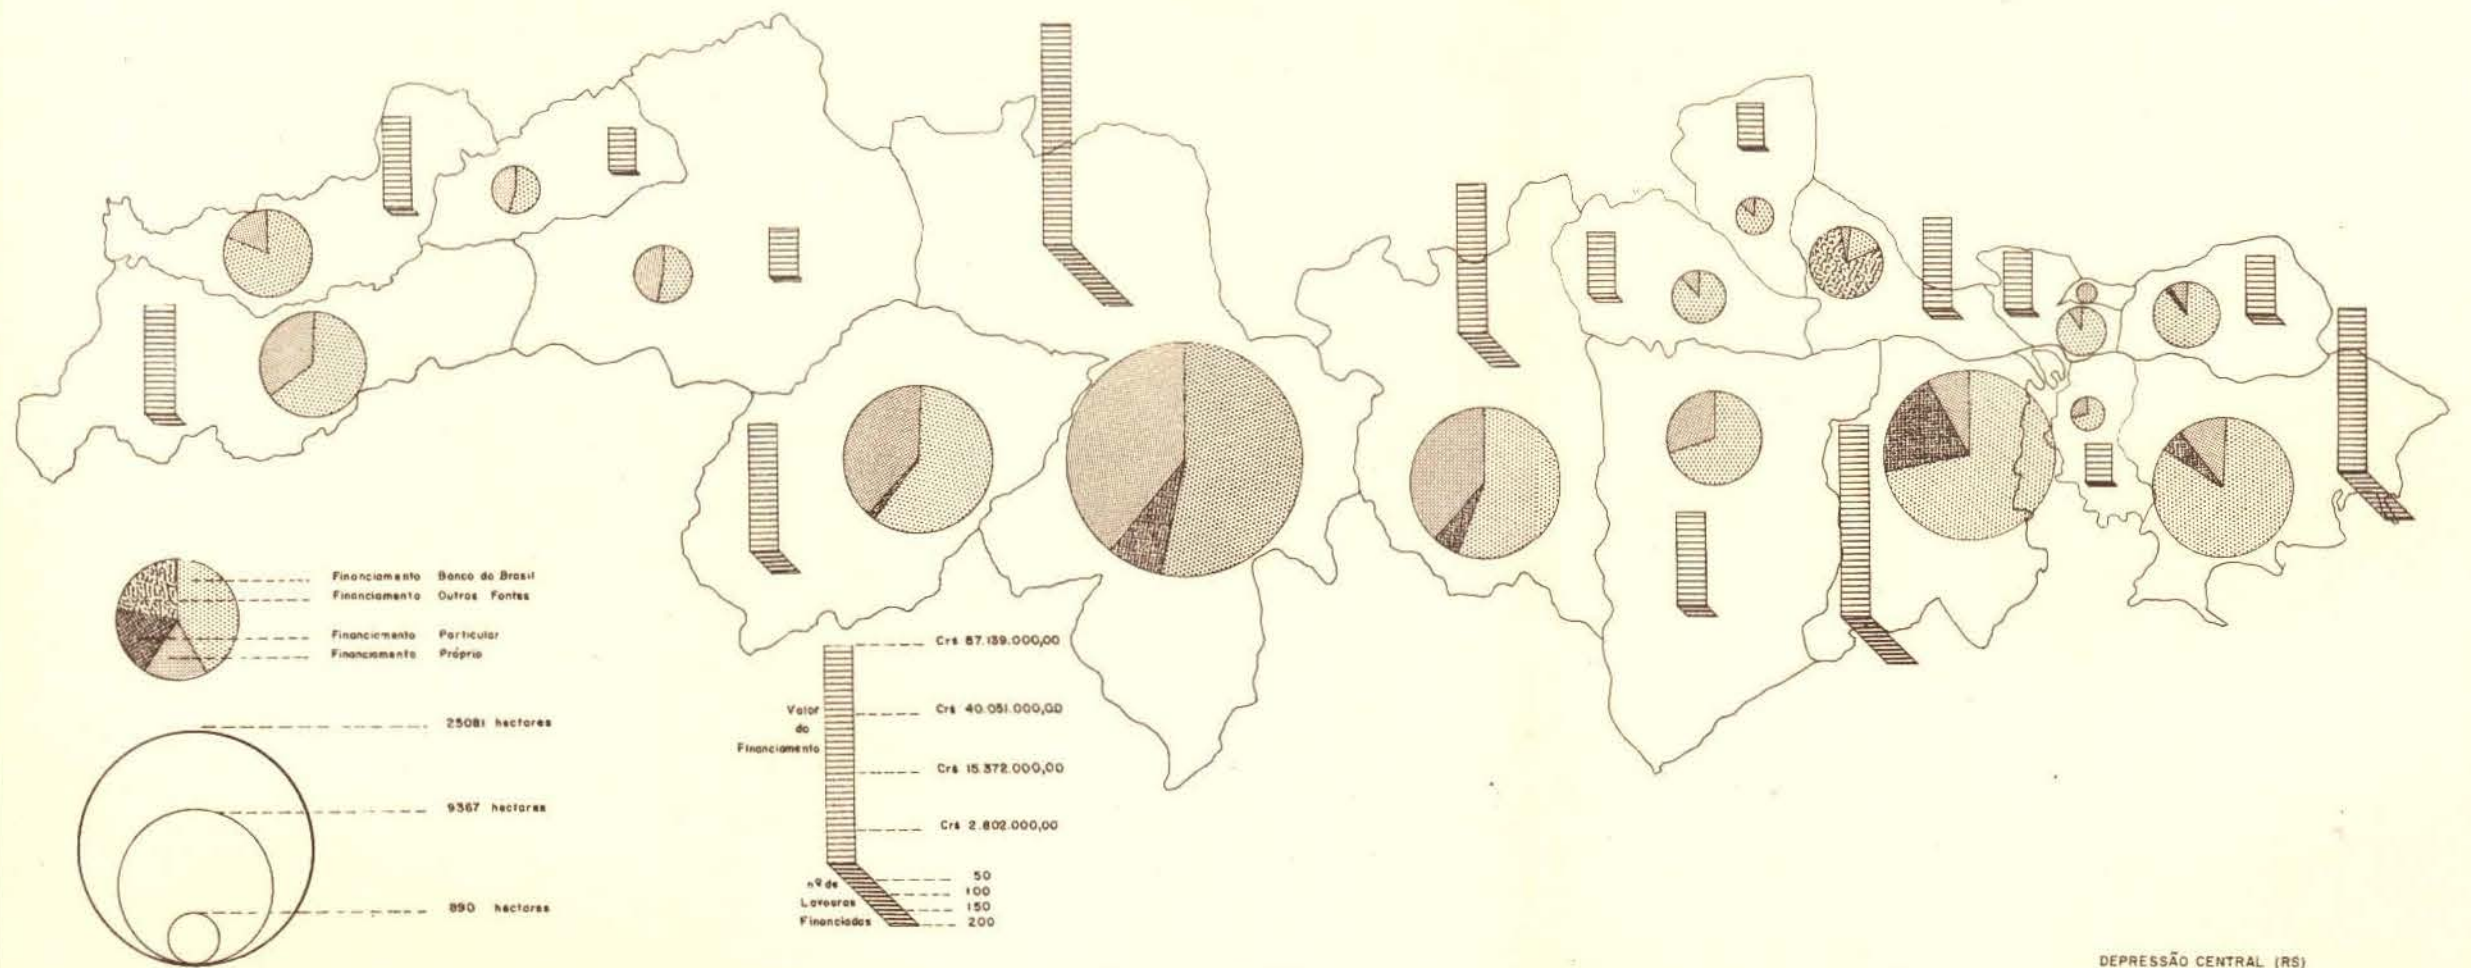 Financiamento Banco do Brasil
Financiamento Outras Fontes
Financiamento Particular
Financiamento Próprio
25081 hectares
9367 hectares
890 hectares
Valor
do
Financiamento
Cr$ 87.139.000,00
Cr$ 40.051.000,00
Cr$ 15.372.000,00
Cr$ 2.802.000,00
nº de
Lavouras
Financiadas
50
100
150
200
DEPRESSÃO CENTRAL (RS)